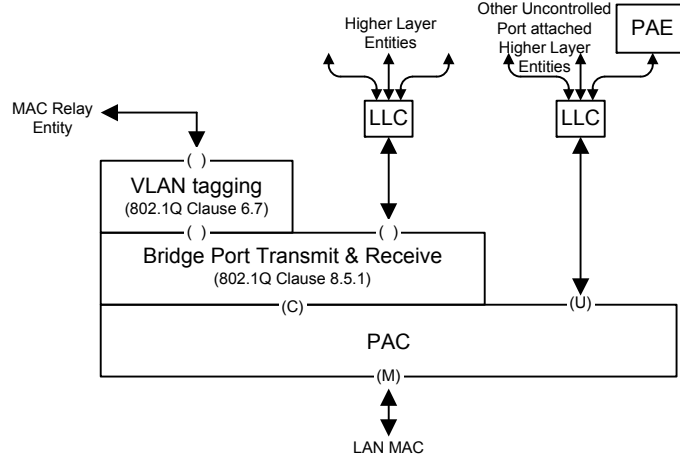 Higher Layer
Entities
Other Uncontrolled
Port attached
Higher Layer
Entities
PAE
MAC Relay
Entity
LLC
LLC
( )
VLAN tagging
(802.1Q Clause 6.7)
( )
( )
Bridge Port Transmit & Receive
(802.1Q Clause 8.5.1)
(C)
(U)
PAC
(M)
LAN MAC